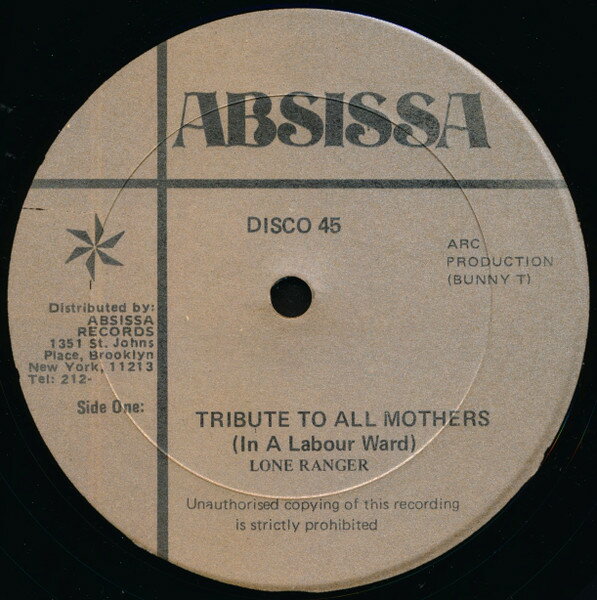 ABSISSA
DISCO 45
ARC
PRODUCTION
(BUNNY T)
Distributed by:
ABSISSA
RECORDS
1351 St. Johns
Place, Brooklyn
New York, 11213
Tel: 212-
Side One:
TRIBUTE TO ALL MOTHERS
(In A Labour Ward)
LONE RANGER
Unauthorised copying of this recording
is strictly prohibited